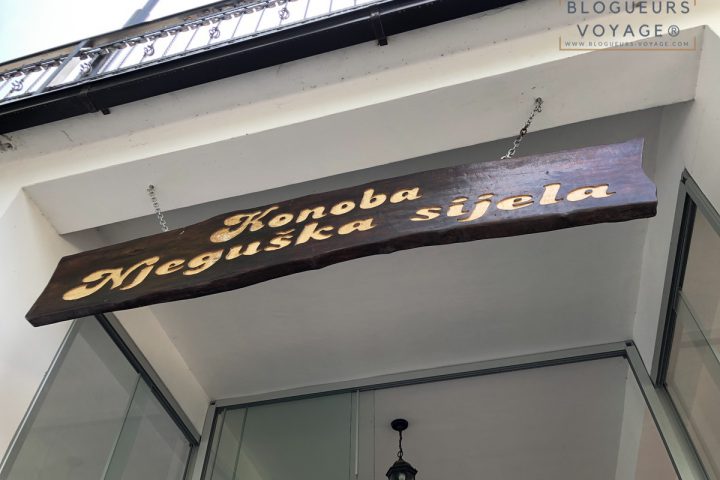 BLOGUEURS
VOYAGE®
WWW.BLOGUEURS-VOYAGE.COM
Konoba
Njeguška sijela